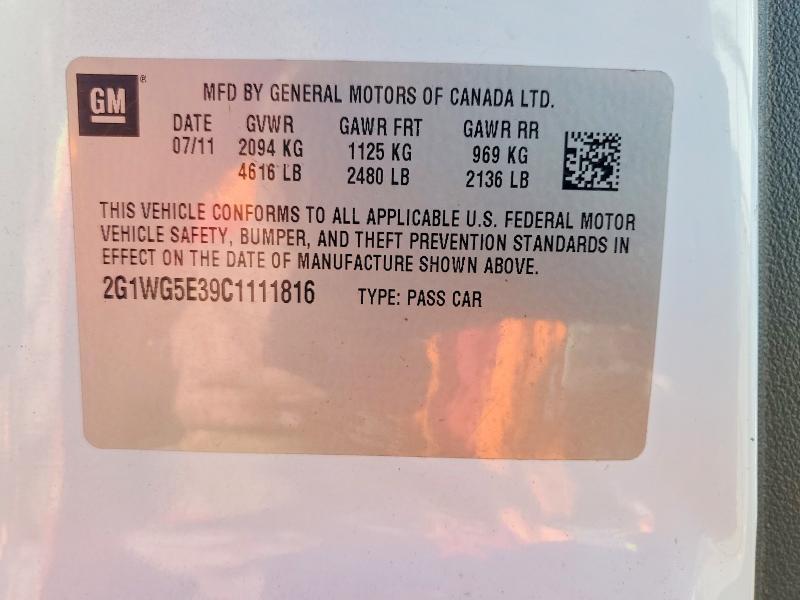 GM ®
MFD BY GENERAL MOTORS OF CANADA LTD.
DATE GVWR GAWR FRT GAWR RR
07/11 2094 KG 1125 KG 969 KG
4616 LB 2480 LB 2136 LB
THIS VEHICLE CONFORMS TO ALL APPLICABLE U.S. FEDERAL MOTOR
VEHICLE SAFETY, BUMPER, AND THEFT PREVENTION STANDARDS IN
EFFECT ON THE DATE OF MANUFACTURE SHOWN ABOVE.
2G1WG5E39C1111816 TYPE: PASS CAR